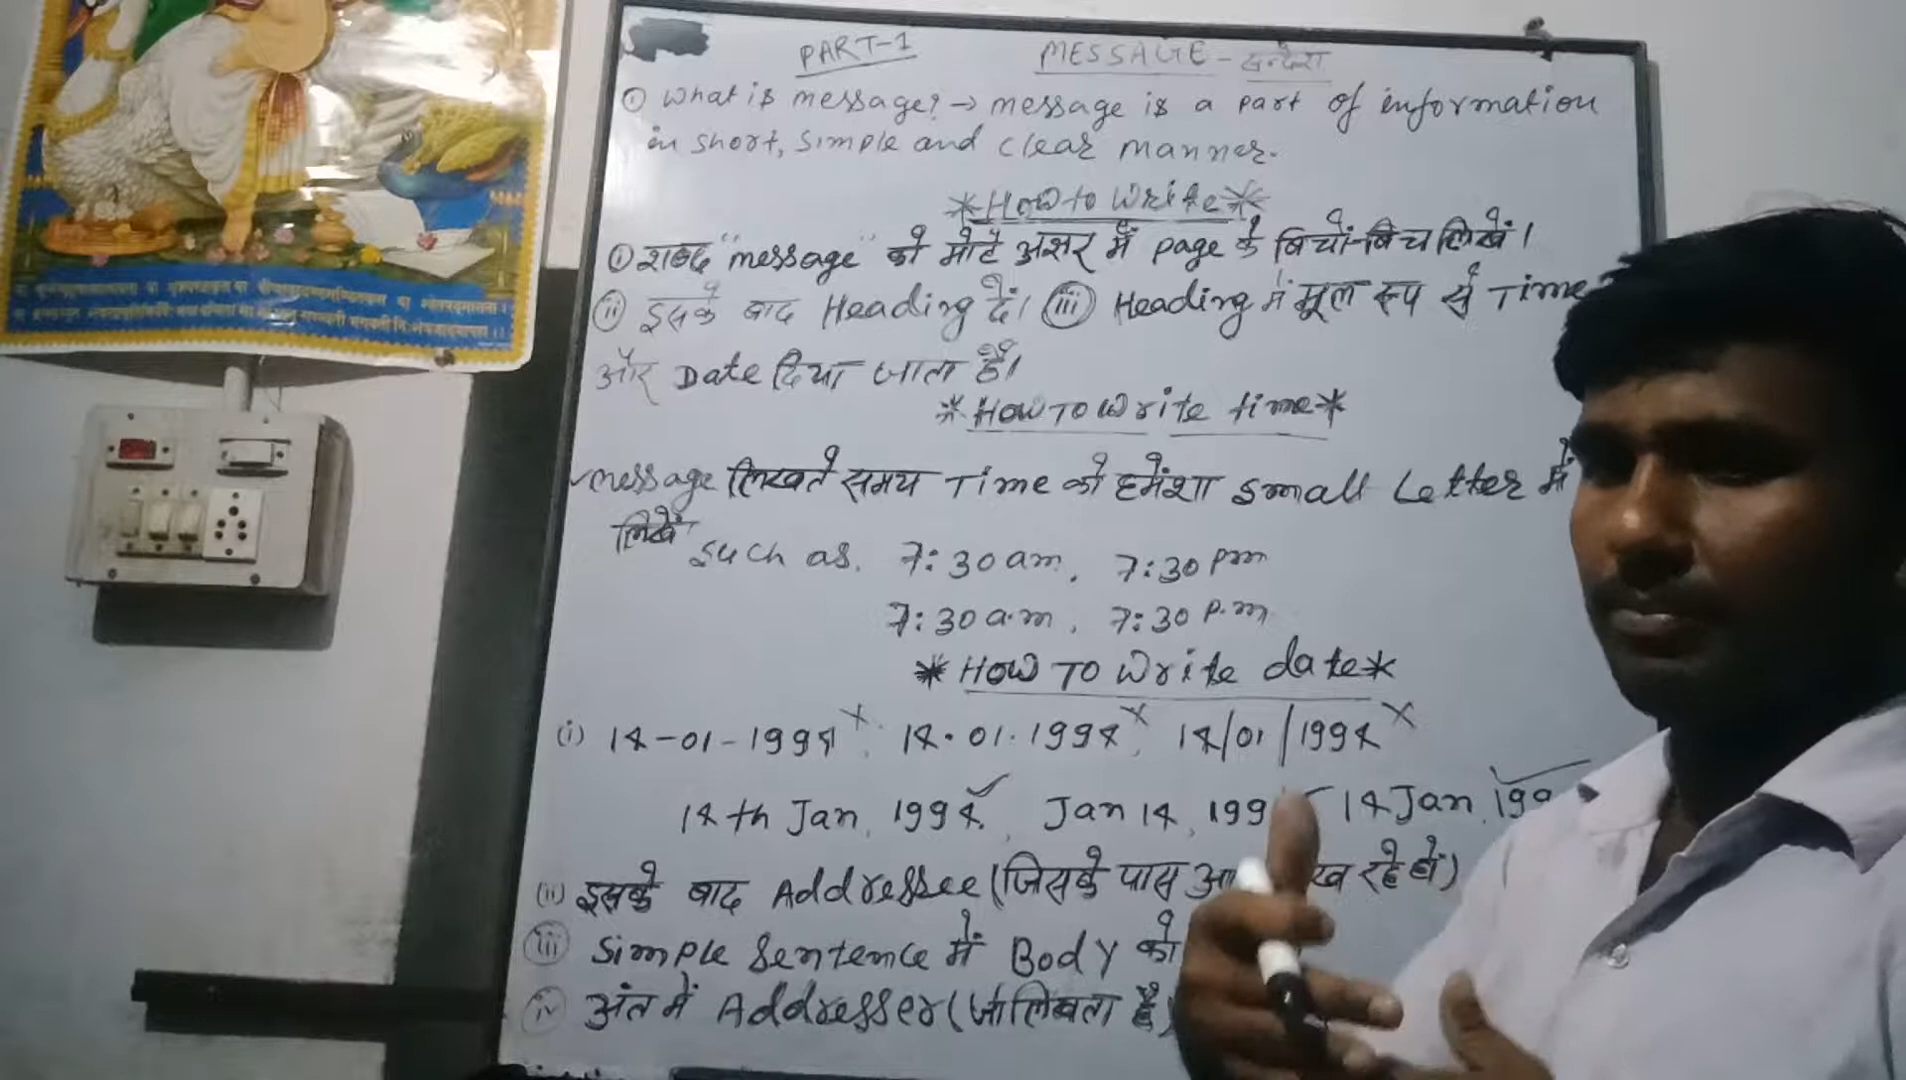 PART-1 MESSAGE - सन्देश
① What is message? → message is a part of information
in short, simple and clear manner.
*How to Write*
① शब्द "message" को मोटे अक्षर में page के बिचों-बिच लिखें।
ⅱ इसके बाद Heading दें। ⅲ Heading में मूल रूप से Time
और Date दिया जाता है।
*How TO Write time*
message लिखते समय Time को हमेंशा small Letter में
लिखें
such as. 7:30 am, 7:30 pm
7:30 a.m, 7:30 p.m
*HOW TO Write date*
(i) 14-01-1994 ×, 14.01.1994 ×, 14/01/1994 ×
14th Jan, 1994 ✓, Jan 14, 199 ✓ 14 Jan, 199 ✓
(ii) इसके बाद Addressee (जिसके पास रहे हों)
iii Simple Sentence में Body को
iv अंत में Addresser (जो लिखता है)